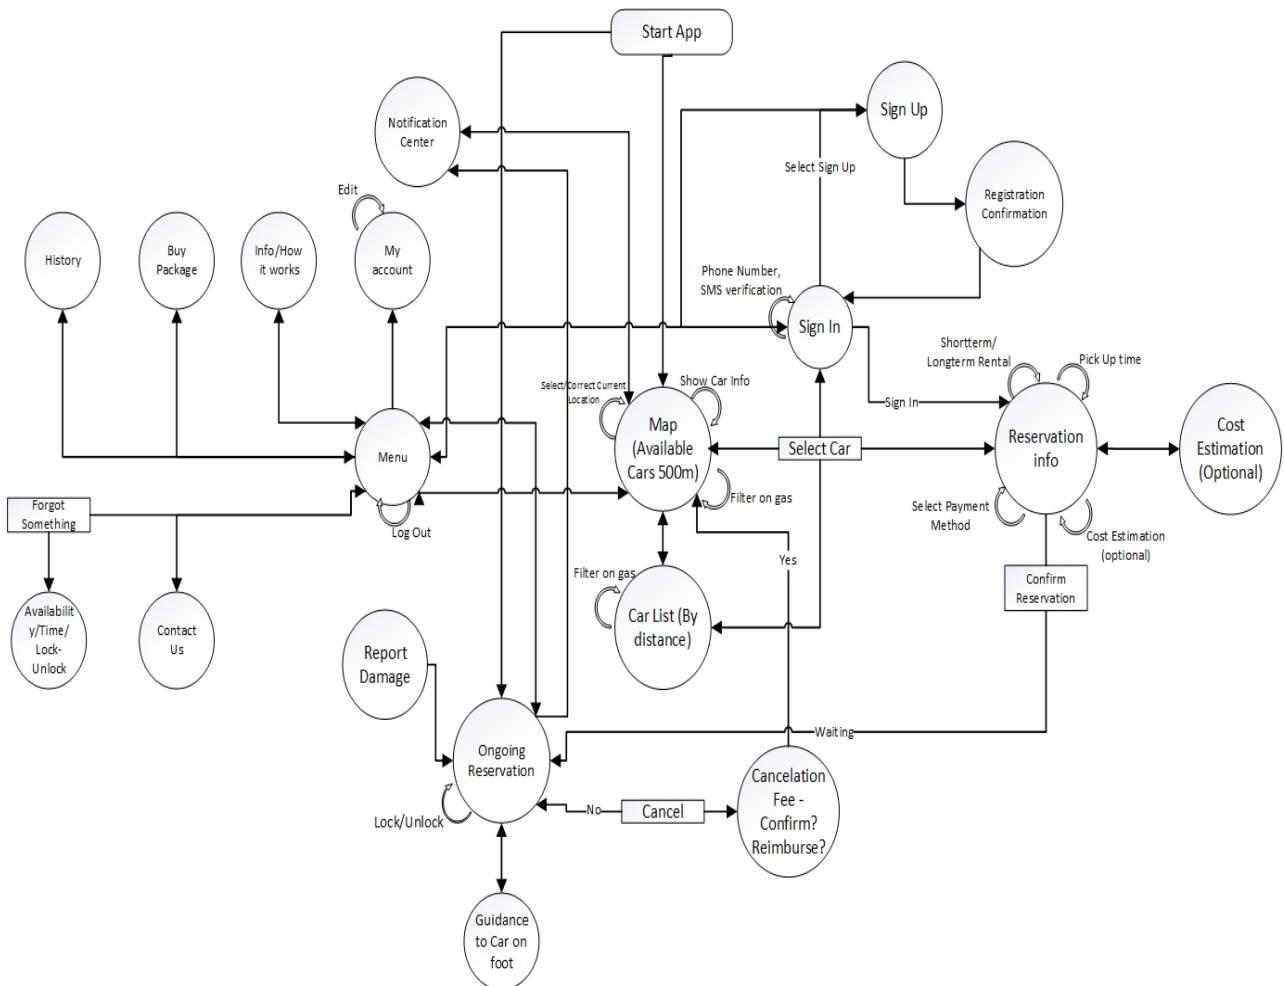 Start App
Notification
Center
Sign Up
Select Sign Up
Registration
Confirmation
Edit
History
Buy
Package
Info/How
it works
My
account
Phone Number,
SMS verification
Sign In
Shortterm/
Longterm Rental
Pick Up time
Select/Correct Current
Location
Show Car Info
Sign In
Map
(Available
Cars 500m)
Select Car
Reservation
info
Cost
Estimation
(Optional)
Menu
Filter on gas
Select Payment
Method
Forgot
Something
Log Out
Cost Estimation
(optional)
Yes
Filter on gas
Confirm
Reservation
Availabilit
y/Time/
Lock-
Unlock
Contact
Us
Car List (By
distance)
Report
Damage
Waiting
Ongoing
Reservation
Cancelation
Fee -
Confirm?
Reimburse?
No
Cancel
Lock/Unlock
Guidance
to Car on
foot